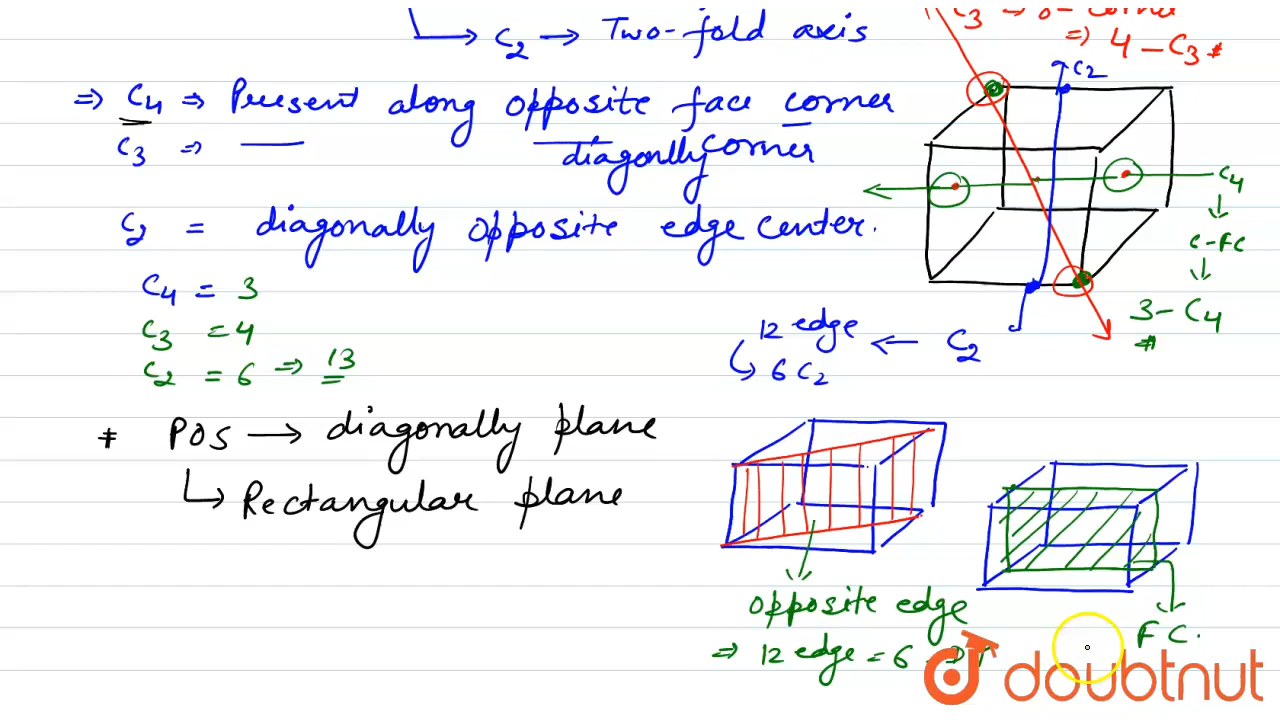 C3 ⇒ 8- corner
⇒ 4 - C3 *
↳ C2 → Two-fold axis
C2
⇒ C4 ⇒ Present along opposite face corner
C3 ⇒ —— diagonlly corner
C4
↓
C-FC
↓
3 - C4
C2 = diagonally opposite edge center.
C4 = 3
C3 = 4
C2 = 6 ⇒ 13
12 edge ← C2
↳ 6 C2
* POS → diagonally plane
↳ Rectangular plane
opposite edge
⇒ 12 edge = 6
F C.
doubtnut